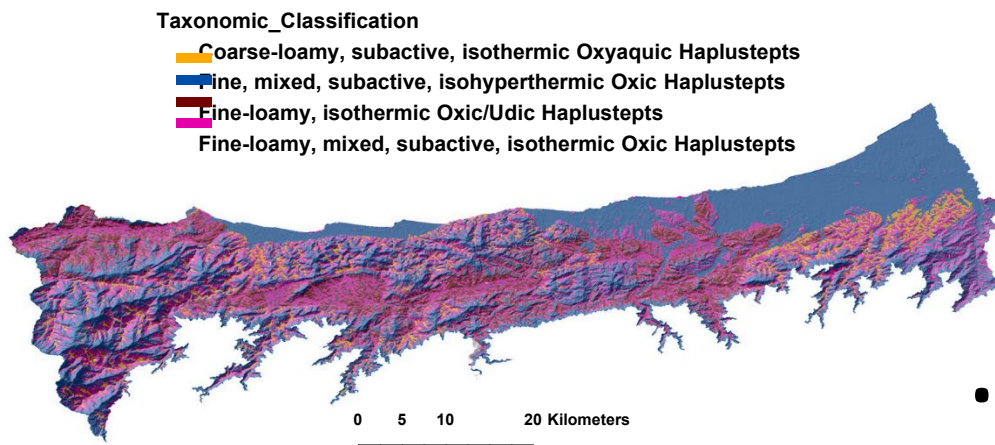 Taxonomic_Classification
Coarse-loamy, subactive, isothermic Oxyaquic Haplustepts
Fine, mixed, subactive, isohyperthermic Oxic Haplustepts
Fine-loamy, isothermic Oxic/Udic Haplustepts
Fine-loamy, mixed, subactive, isothermic Oxic Haplustepts
0 5 10 20 Kilometers